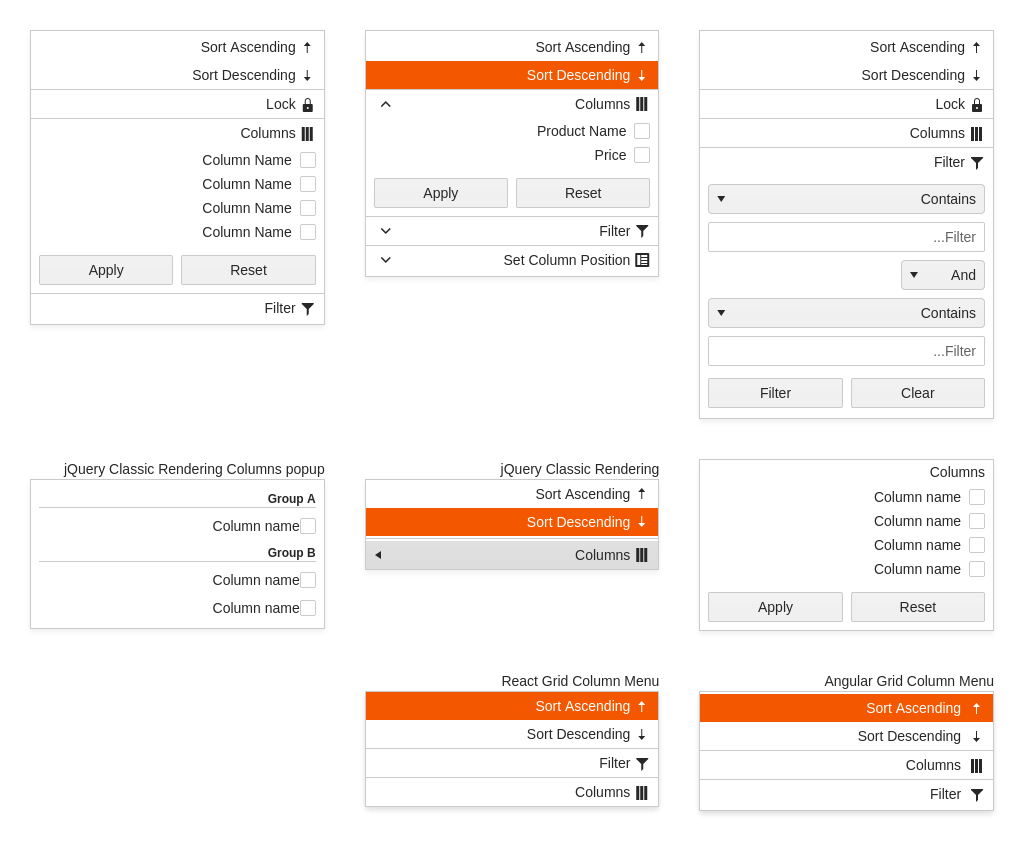 Sort Ascending
Sort Descending
Lock
Columns
Column Name
Column Name
Column Name
Column Name
Apply Reset
Filter
Sort Ascending
Sort Descending
Columns
Product Name
Price
Apply Reset
Filter
Set Column Position
Sort Ascending
Sort Descending
Lock
Columns
Filter
Contains
...Filter
And
Contains
...Filter
Filter Clear
jQuery Classic Rendering Columns popup
Group A
Column name
Group B
Column name
Column name
jQuery Classic Rendering
Sort Ascending
Sort Descending
Columns
Columns
Column name
Column name
Column name
Column name
Apply Reset
React Grid Column Menu
Sort Ascending
Sort Descending
Filter
Columns
Angular Grid Column Menu
Sort Ascending
Sort Descending
Columns
Filter